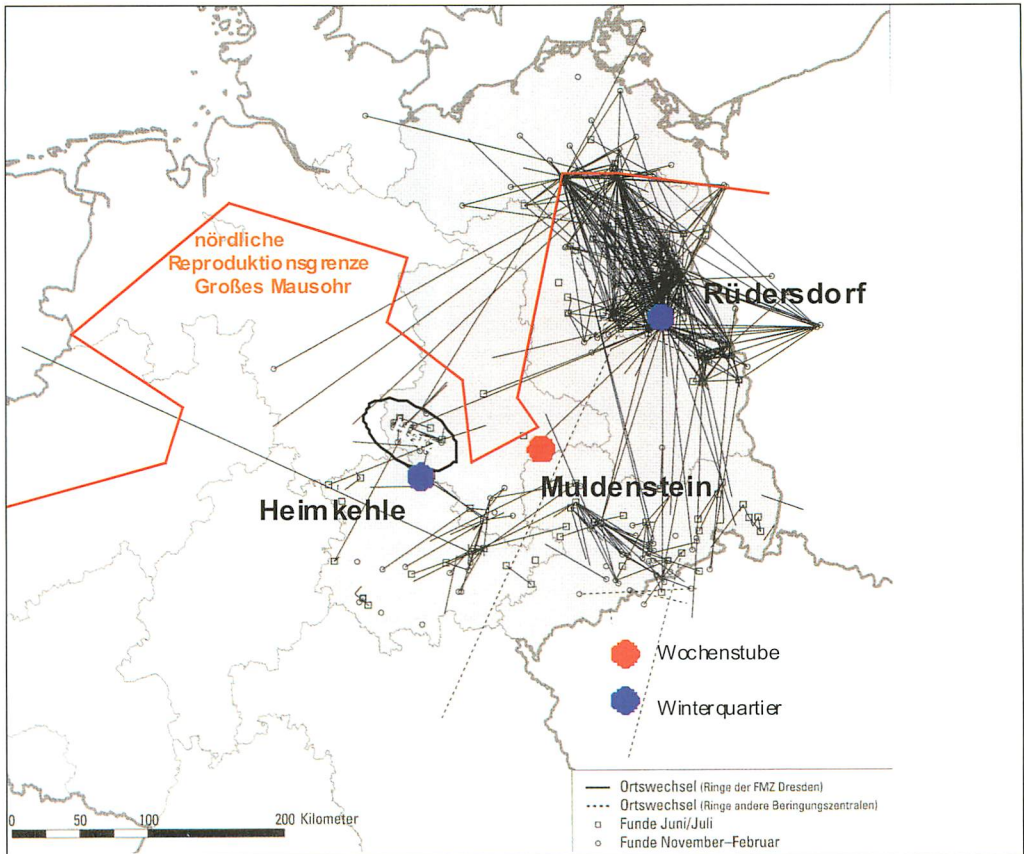 nördliche
Reproduktionsgrenze
Großes Mausohr
Rüdersdorf
Muldenstein
Heimkehle
Wochenstube
Winterquartier
Ortswechsel (Ringe der FMZ Dresden)
Ortswechsel (Ringe andere Beringungszentralen)
Funde Juni/Juli
Funde November–Februar
0 50 100 200 Kilometer